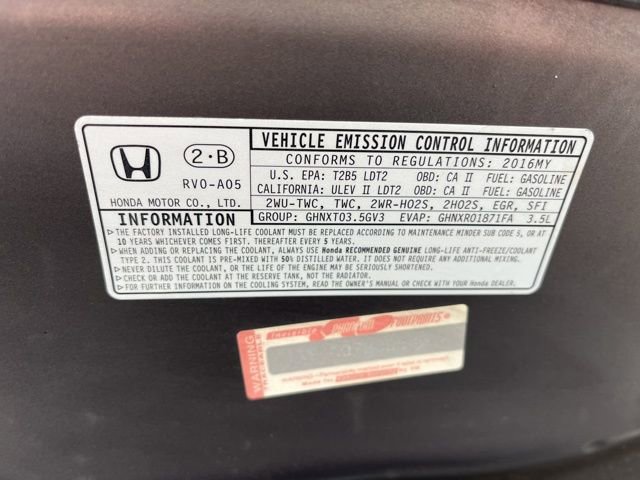 VEHICLE EMISSION CONTROL INFORMATION
2·B
RVO-A05
HONDA MOTOR CO., LTD.
CONFORMS TO REGULATIONS: 2016MY
U.S. EPA: T2B5 LDT2 OBD: CA II FUEL: GASOLINE
CALIFORNIA: ULEV II LDT2 OBD: CA II FUEL: GASOLINE
2WU-TWC, TWC, 2WR-HO2S, 2HO2S, EGR, SFI
GROUP: GHNXT03.5GV3 EVAP: GHNXR0187IFA 3.5L
INFORMATION
▷THE FACTORY INSTALLED LONG-LIFE COOLANT MUST BE REPLACED ACCORDING TO MAINTENANCE MINDER SUB CODE 5, OR AT
10 YEARS WHICHEVER COMES FIRST. THEREAFTER EVERY 5 YEARS.
▷WHEN ADDING OR REPLACING THE COOLANT, ALWAYS USE Honda RECOMMENDED GENUINE LONG-LIFE ANTI-FREEZE/COOLANT
TYPE 2. THIS COOLANT IS PRE-MIXED WITH 50% DISTILLED WATER. IT DOES NOT REQUIRE ANY ADDITIONAL MIXING.
▷NEVER DILUTE THE COOLANT, OR THE LIFE OF THE ENGINE MAY BE SERIOUSLY SHORTENED.
▷CHECK OR ADD THE COOLANT AT THE RESERVE TANK, NOT THE RADIATOR.
▷FOR FURTHER INFORMATION ON THE COOLING SYSTEM, READ THE OWNER'S MANUAL OR CHECK WITH YOUR Honda DEALER.
WARNING
TRACEABLE
Invisible PHANTOM FOOTPRINTS